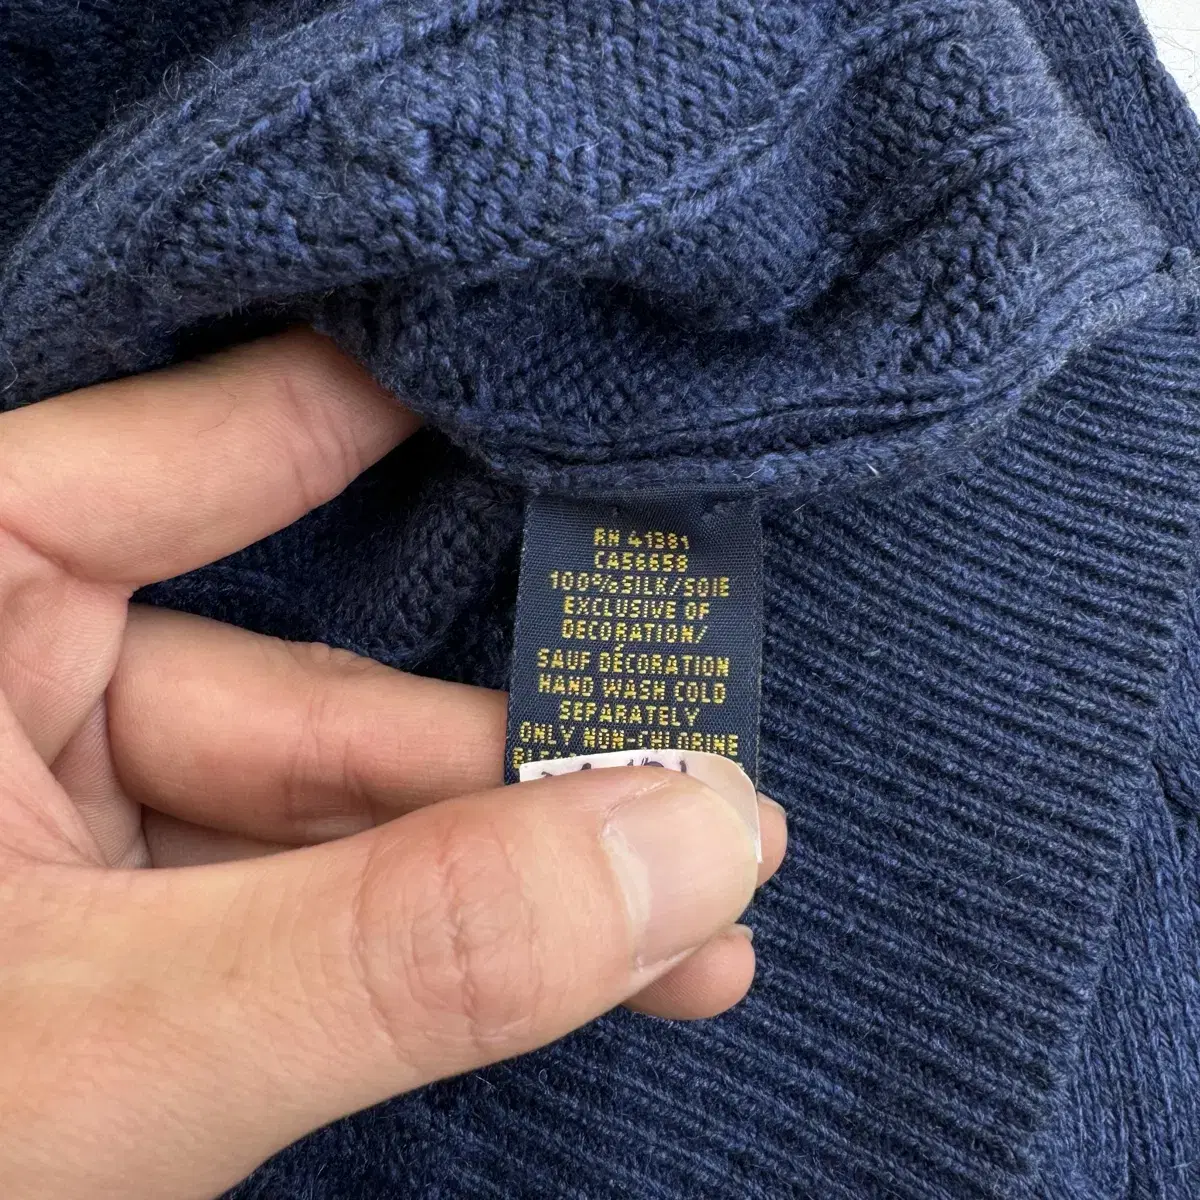 RN 41381
CA56658
100%SILK/SOIE
EXCLUSIVE OF
DECORATION/
SAUF DÉCORATION
HAND WASH COLD
SEPARATELY
ONLY NON-CHLORINE